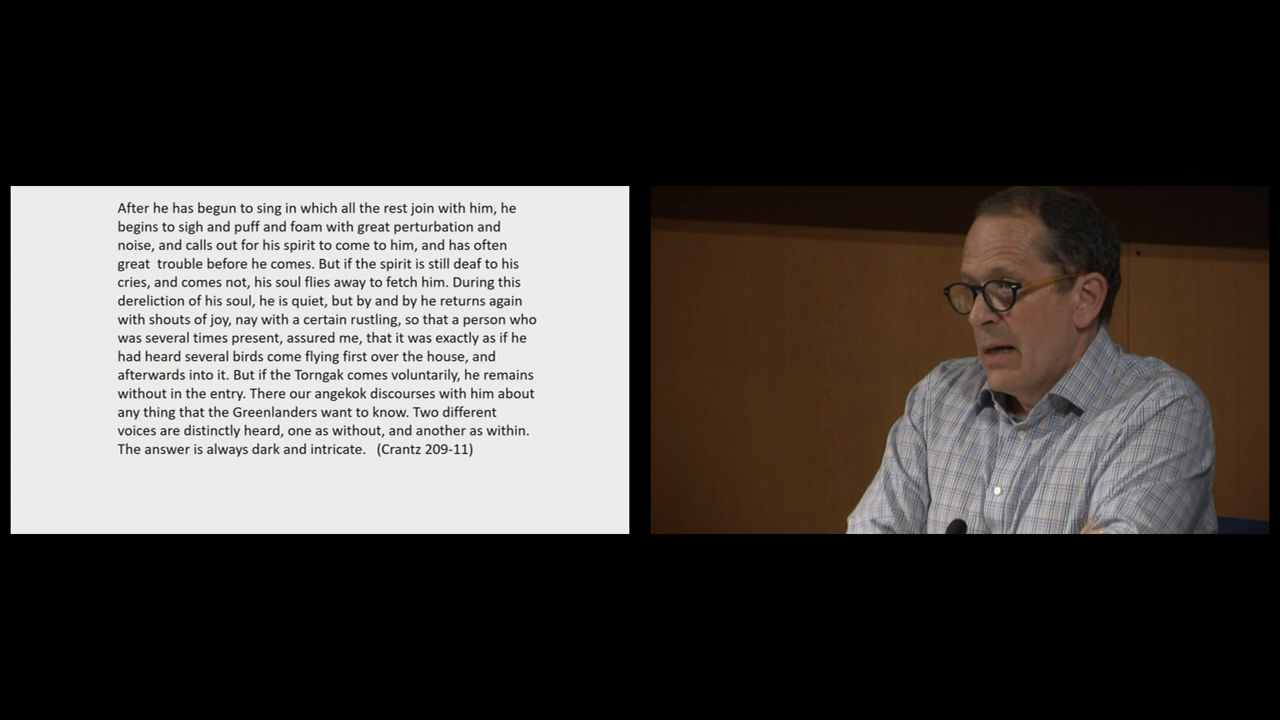 After he has begun to sing in which all the rest join with him, he
begins to sigh and puff and foam with great perturbation and
noise, and calls out for his spirit to come to him, and has often
great  trouble before he comes. But if the spirit is still deaf to his
cries, and comes not, his soul flies away to fetch him. During this
dereliction of his soul, he is quiet, but by and by he returns again
with shouts of joy, nay with a certain rustling, so that a person who
was several times present, assured me, that it was exactly as if he
had heard several birds come flying first over the house, and
afterwards into it. But if the Torngak comes voluntarily, he remains
without in the entry. There our angekok discourses with him about
any thing that the Greenlanders want to know. Two different
voices are distinctly heard, one as without, and another as within.
The answer is always dark and intricate.   (Crantz 209-11)